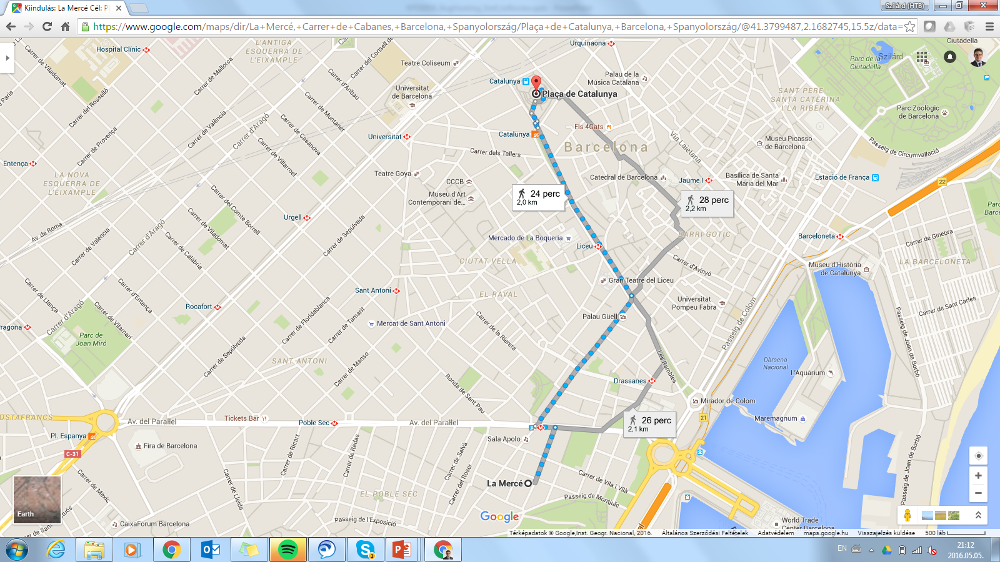 Kiindulás: La Mercé Cél: Pl
Szilárd (HTB)
https://www.google.com/maps/dir/La+Mercé,+Carrer+de+Cabanes,+Barcelona,+Spanyolország/Plaça+de+Catalunya,+Barcelona,+Spanyolország/@41.3799487,2.1682745,15.5z/data=
Hospital Clínic
L'ANTIGA
ESQUERRA DE
L'EIXAMPLE
Carrer del Consell de
Urquinaona
Ciutadella
Parc de la
Ciutadella
Szilárd
Teatre Coliseum
Carrer de Viladomat
Carrer de Mallorca
Carrer del Rosselló
Carrer d'Aribau
Catalunya
Palau de la
Música Catalana
Universitat
de Barcelona
Plaça de Catalunya
SANT PERE -
SANTA CATERINA
I LA RIBERA
Parc Zoològic
de Barcelona
Carrer de València
Carrer d'Aragó
Carrer de Muntaner
Carrer de Provença
Carrer de Casanova
Carrer de Villarroel
Universitat
Catalunya
Els 4Gats
Via Laietana
Museu Picasso
de Barcelona
Passeig de Circumval·lació
Barcelona
Carrer dels Tallers
Entença
LA NOVA
ESQUERRA DE
L'EIXAMPLE
Teatre Goya
CCCB
Catedral de Barcelona
Jaume I
Basílica de Santa
Maria del Mar
Estació de França
22
Museu d'Art
Contemporani de...
24 perc
2,0 km
28 perc
2,2 km
Carrer del Comte Borrell
Carrer de Viladomat
Urgell
Av. de Roma
Carrer de València
Carrer d'Aragó
Carrer de Calàbria
Carrer de Sepúlveda
Mercado de La Boqueria
Liceu
BARRI GOTIC
Barceloneta
Carrer de Ginebra
LA BARCELONETA
CIUTAT VELLA
Carrer d'Avinyó
Museu d'Història
de Catalunya
Gran Teatre del Liceu
Sant Antoni
EL RAVAL
Universitat
Pompeu Fabra
Carrer de Llança
Carrer d'Aragó
Carrer d'Entença
Carrer de Vilamarí
Rocafort
Carrer de Floridablanca
Carrer de Tamarit
Mercat de Sant Antoni
Palau Güell
Passeig de Colom
Carrer de Sant Carles
Passeig de Joan de Borbó
rragona
Parc de
Joan Miró
Carrer de Sepúlveda
Carrer de la Riereta
SANT ANTONI
Carrer de Manso
Les Rambles
Dàrsena
Nacional
L'Aquàrium
Ronda de Sant Pau
Drassanes
Mirador de Colom
OSTAFRANCS
Av. del Paral·lel
Tickets Bar
Poble Sec
Av. del Paral·lel
26 perc
2,1 km
21
Maremagnum
Pl. Espanya
C-31
Fira de Barcelona
Sala Apolo
Carrer de Ricart
Carrer de Radas
Carrer de Salvà
Carrer del Roser
Passeig de Joan de Borbó
La Mercé
Carrer de Vila i Vilà
Passeig de Montjuïc
Carrer de Mèxic
Carrer de Lleida
EL POBLE SEC
Earth
Google
CaixaForum Barcelona
Passeig de l'Exposició
World Trade
Center Barcelona
Térképadatok © Google,Inst. Geogr. Nacional, 2016.
Általános Szerződési Feltételek
Adatvédelem
maps.google.hu
Visszajelzés küldése
500 láb
EN
21:12
2016.05.05.